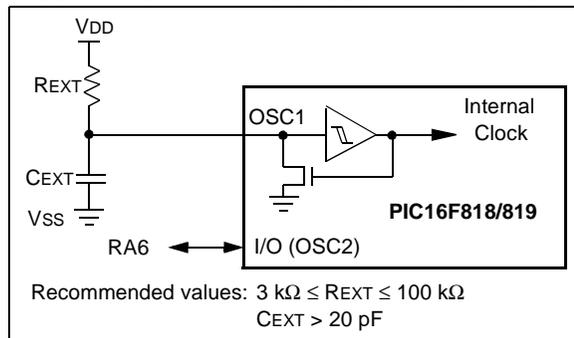 VDD
REXT
OSC1
Internal
Clock
CEXT
VSS
PIC16F818/819
RA6
I/O (OSC2)
Recommended values: 3 kΩ ≤ REXT ≤ 100 kΩ
CEXT > 20 pF